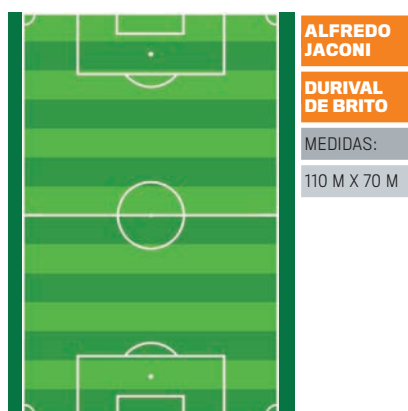 ALFREDO
JACONI
DURIVAL
DE BRITO
MEDIDAS:
110 M X 70 M